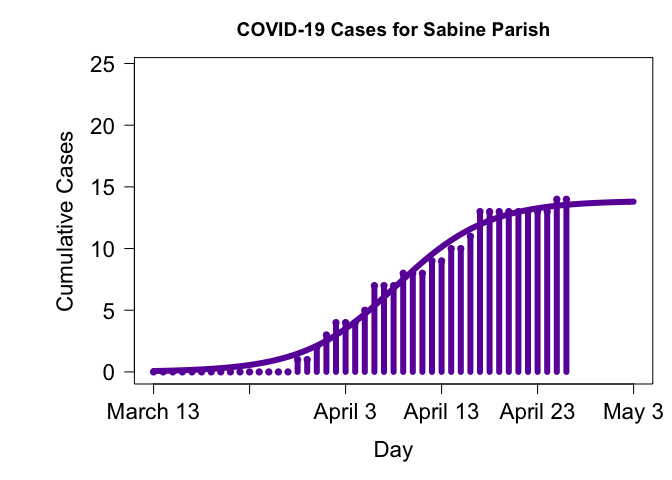 COVID-19 Cases for Sabine Parish
25
20
15
10
5
0
Cumulative Cases
March 13 April 3 April 13 April 23 May 3
Day